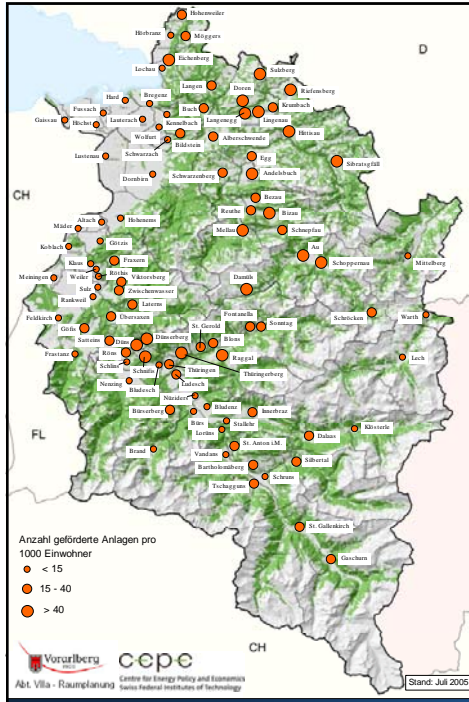 Hohenweiler
Hörbranz
Möggers
D
Eichenberg
Lochau
Sulzberg
Langen
Riefensberg
Doren
Hard
Bregenz
Fussach
Buch
Krumbach
Gaissau
Höchst
Lauterach
Kennelbach
Langenegg
Lingenau
Wolfurt
Hittisau
Bildstein
Alberschwende
Schwarzach
Lustenau
Egg
Sibratsgfäll
Dornbirn
Schwarzenberg
Andelsbuch
CH
Bezau
Reuthe
Bizau
Altach
Hohenems
Mäder
Mellau
Schnepfau
Koblach
Götzis
Au
Fraxern
Mittelberg
Klaus
Schoppernau
Weiler
Röthis
Meiningen
Viktorsberg
Sulz
Zwischenwasser
Damüls
Rankweil
Laterns
Fontanella
Schröcken
Warth
Feldkirch
Übersaxen
St. Gerold
Sonntag
Göfis
Dünserberg
Satteins
Düns
Blons
Frastanz
Röns
Raggal
Lech
Schlins
Schnifis
Thüringen
Thüringerberg
Nenzing
Bludesch
Ludesch
Nüziders
FL
Bürserberg
Bludenz
Innerbraz
Bürs
Stallehr
Klösterle
Lorüns
Dalaas
St. Anton i.M.
Brand
Vandans
Silbertal
Bartholomäberg
Schruns
Tschagguns
St. Gallenkirch
Gaschurn
Anzahl geförderte Anlagen pro
1000 Einwohner
< 15
15 - 40
> 40
CH
Vorarlberg
cepe
Abt. VIIa - Raumplanung
Centre for Energy Policy and Economics
Swiss Federal Institutes of Technology
Stand: Juli 2005